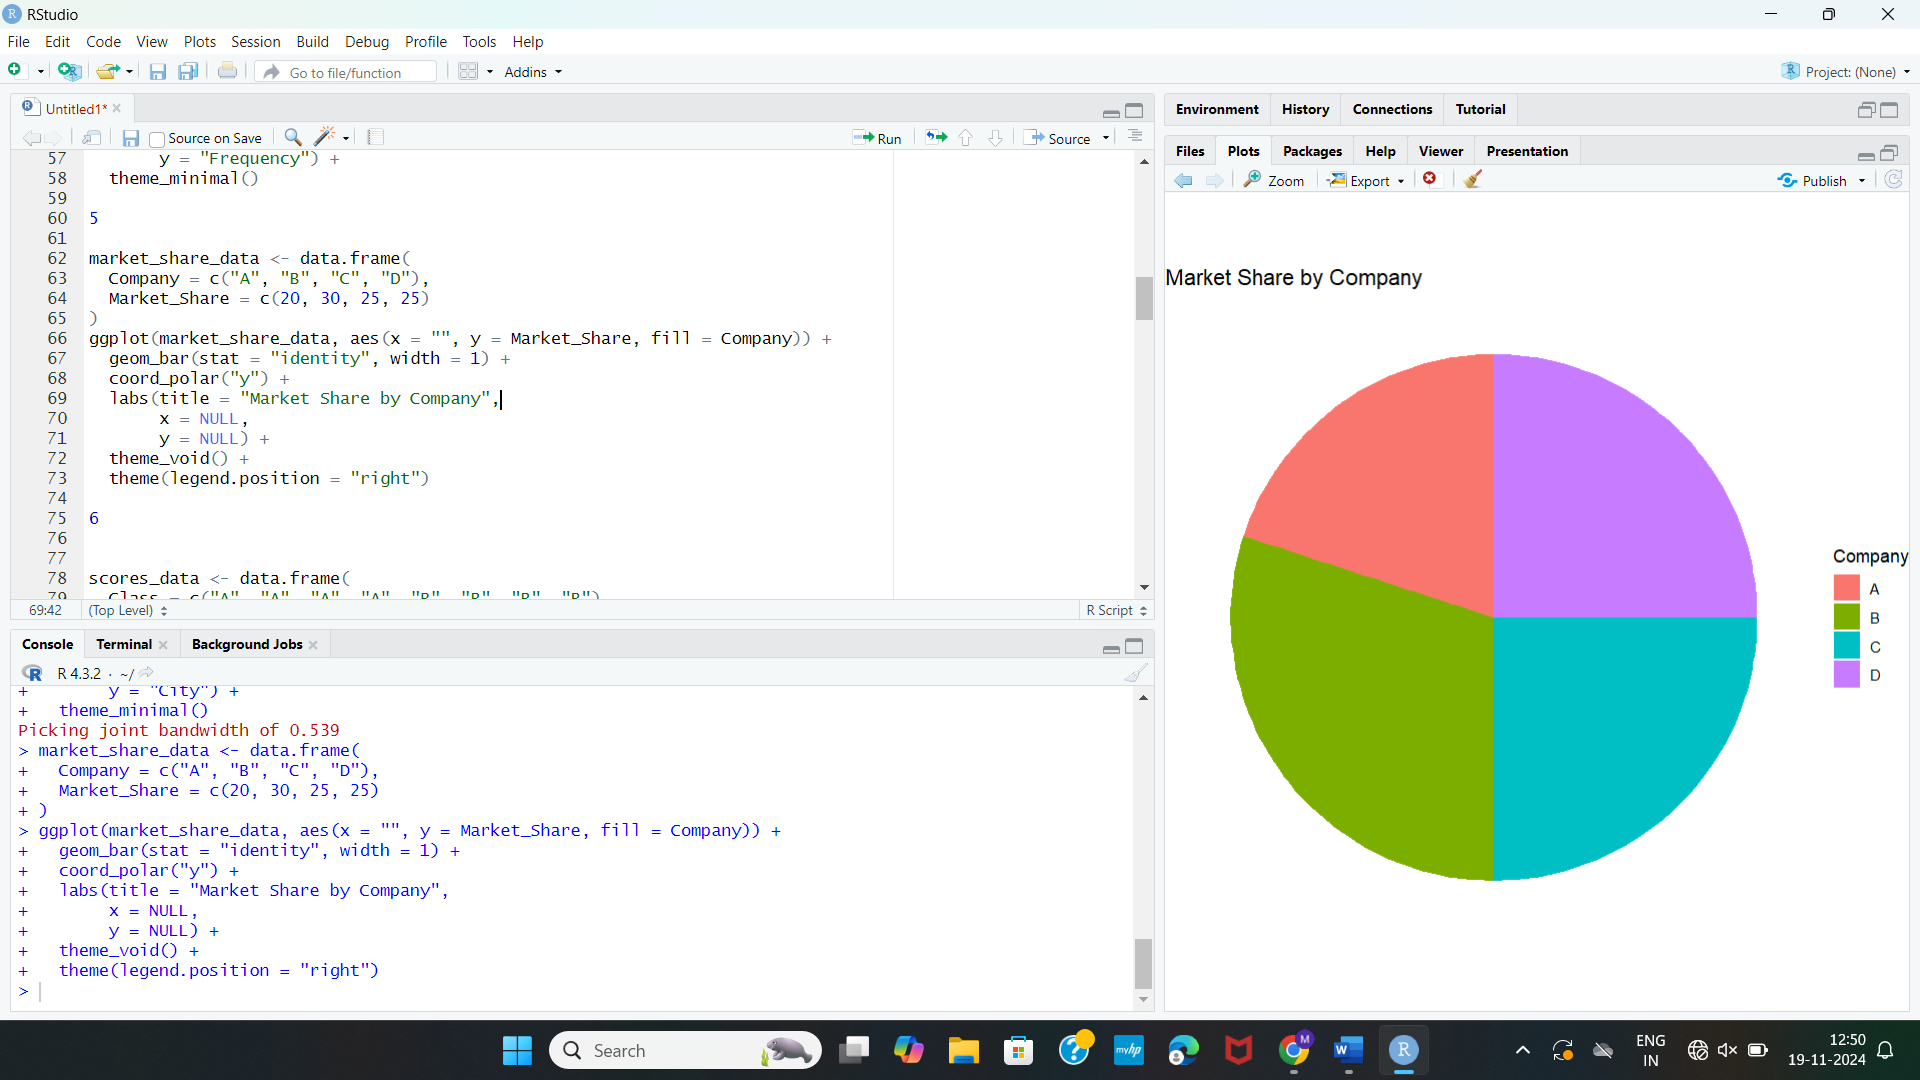 RStudio
File Edit Code View Plots Session Build Debug Profile Tools Help
Go to file/function Addins Project: (None)
Untitled1*
Source on Save Run Source
57 y = "Frequency") +
58 theme_minimal()
59
60 5
61
62 market_share_data <- data.frame(
63 Company = c("A", "B", "C", "D"),
64 Market_Share = c(20, 30, 25, 25)
65 )
66 ggplot(market_share_data, aes(x = "", y = Market_Share, fill = Company)) +
67 geom_bar(stat = "identity", width = 1) +
68 coord_polar("y") +
69 labs(title = "Market Share by Company",
70 x = NULL,
71 y = NULL) +
72 theme_void() +
73 theme(legend.position = "right")
74
75 6
76
77
78 scores_data <- data.frame(
79 Class = c("A", "A", "A", "A", "B", "B", "B", "B")
69:42 (Top Level) R Script
Console Terminal Background Jobs
R 4.3.2 · ~/
+ y = "City") +
+ theme_minimal()
Picking joint bandwidth of 0.539
> market_share_data <- data.frame(
+ Company = c("A", "B", "C", "D"),
+ Market_Share = c(20, 30, 25, 25)
+ )
> ggplot(market_share_data, aes(x = "", y = Market_Share, fill = Company)) +
+ geom_bar(stat = "identity", width = 1) +
+ coord_polar("y") +
+ labs(title = "Market Share by Company",
+ x = NULL,
+ y = NULL) +
+ theme_void() +
+ theme(legend.position = "right")
>
Environment History Connections Tutorial
Files Plots Packages Help Viewer Presentation
Zoom Export Publish
Market Share by Company
Company
A
B
C
D
Search
myhp
M
W
R
ENG
IN
12:50
19-11-2024